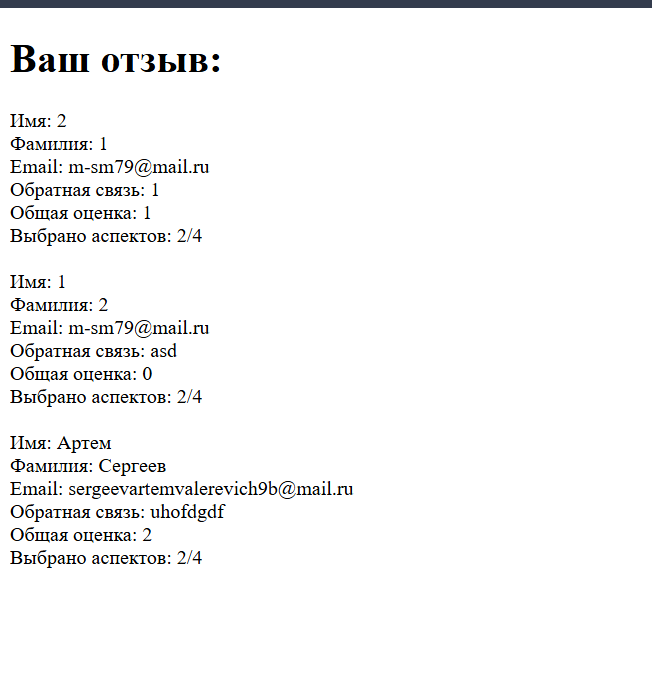 Ваш отзыв:
Имя: 2
Фамилия: 1
Email: m-sm79@mail.ru
Обратная связь: 1
Общая оценка: 1
Выбрано аспектов: 2/4
Имя: 1
Фамилия: 2
Email: m-sm79@mail.ru
Обратная связь: asd
Общая оценка: 0
Выбрано аспектов: 2/4
Имя: Артем
Фамилия: Сергеев
Email: sergeevartemvalerevich9b@mail.ru
Обратная связь: uhofdgdf
Общая оценка: 2
Выбрано аспектов: 2/4